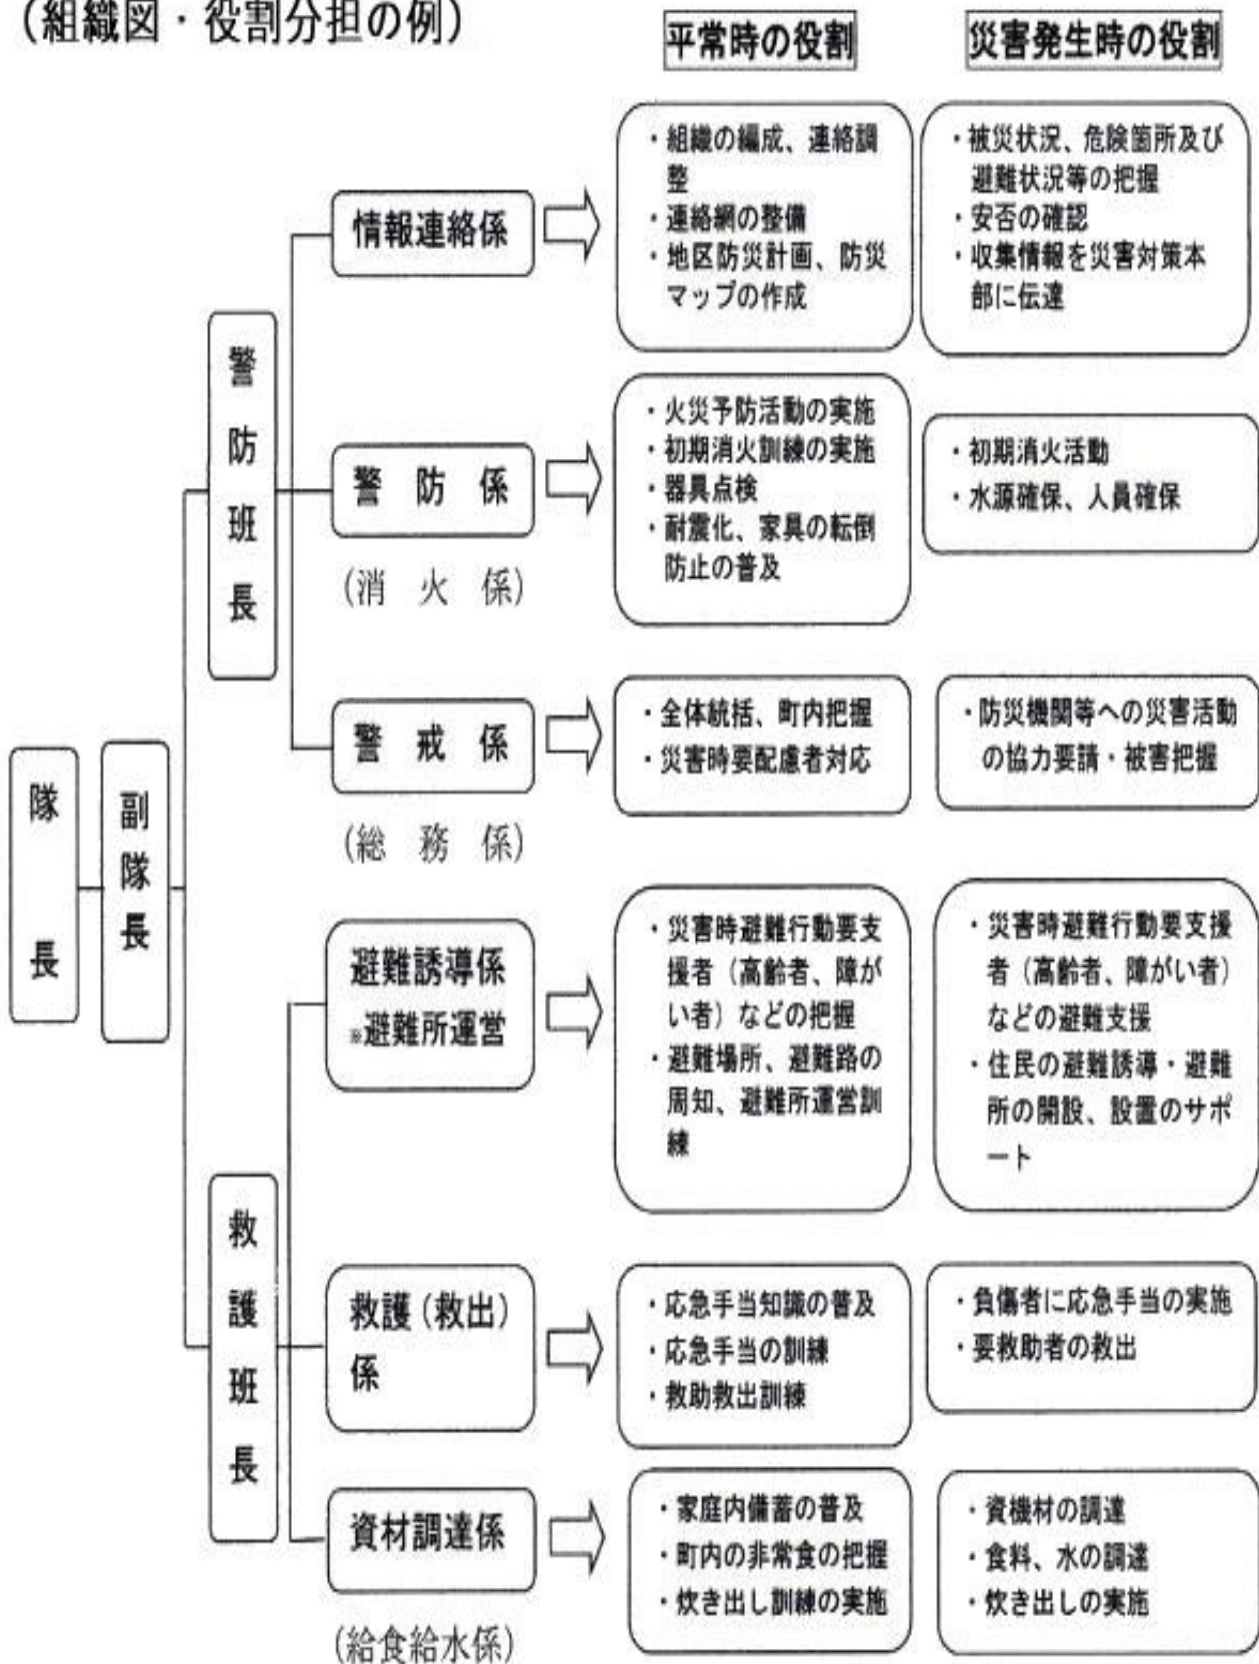 (組織図・役割分担の例)
平常時の役割
災害発生時の役割
隊長
副隊長
警防班長
情報連絡係
・組織の編成、連絡調
整
・連絡網の整備
・地区防災計画、防災
マップの作成
・被災状況、危険箇所及び
避難状況等の把握
・安否の確認
・収集情報を災害対策本
部に伝達
警防係
(消火係)
・火災予防活動の実施
・初期消火訓練の実施
・器具点検
・耐震化、家具の転倒
防止の普及
・初期消火活動
・水源確保、人員確保
警戒係
(総務係)
・全体統括、町内把握
・災害時要配慮者対応
・防災機関等への災害活動
の協力要請・被害把握
救護班長
避難誘導係
※避難所運営
・災害時避難行動要支
援者(高齢者、障が
い者)などの把握
・避難場所、避難路の
周知、避難所運営訓
練
・災害時避難行動要支援
者(高齢者、障がい者)
などの避難支援
・住民の避難誘導・避難
所の開設、設置のサポ
ート
救護(救出)
係
・応急手当知識の普及
・応急手当の訓練
・救助救出訓練
・負傷者に応急手当の実施
・要救助者の救出
資材調達係
(給食給水係)
・家庭内備蓄の普及
・町内の非常食の把握
・炊き出し訓練の実施
・資機材の調達
・食料、水の調達
・炊き出しの実施